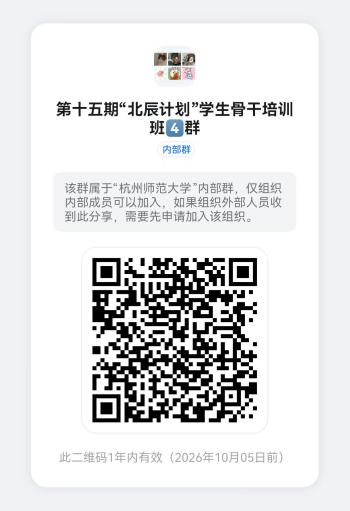 第十五期“北辰计划”学生骨干培训
班4️⃣群
内部群
该群属于“杭州师范大学”内部群，仅组织
内部成员可以加入，如果组织外部人员收
到此分享，需要先申请加入该组织。
此二维码1年内有效（2026年10月05日前）